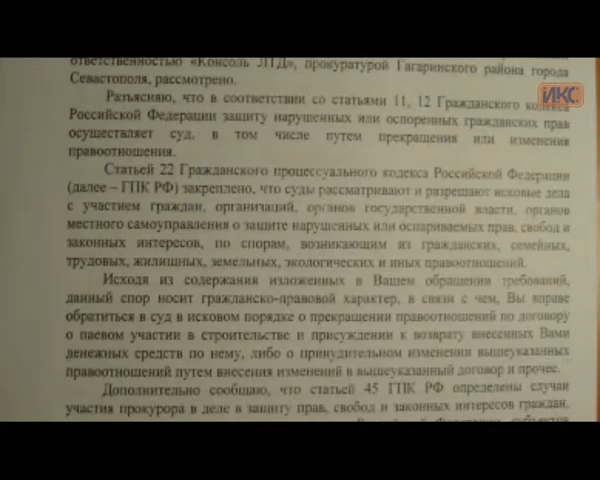 ответственностью «Консоль ЛТД», прокуратурой Гагаринского района города
Севастополя, рассмотрено.
ИКС
Разъясняю, что в соответствии со статьями 11, 12 Гражданского кодекса
Российской Федерации защиту нарушенных или оспоренных гражданских прав
осуществляет суд, в том числе путем прекращения или изменения
правоотношения.
Статьей 22 Гражданского процессуального кодекса Российской Федерации
(далее – ГПК РФ) закреплено, что суды рассматривают и разрешают исковые дела
с участием граждан, организаций, органов государственной власти, органов
местного самоуправления о защите нарушенных или оспариваемых прав, свобод и
законных интересов, по спорам, возникающим из гражданских, семейных,
трудовых, жилищных, земельных, экологических и иных правоотношений.
Исходя из содержания изложенных в Вашем обращении требований,
данный спор носит гражданско-правовой характер, в связи с чем, Вы вправе
обратиться в суд в исковом порядке о прекращении правоотношений по договору
о паевом участии в строительстве и присуждении к возврату внесенных Вами
денежных средств по нему, либо о принудительном изменении вышеуказанных
правоотношений путем внесения изменений в вышеуказанный договор и прочее.
Дополнительно сообщаю, что статьей 45 ГПК РФ определены случаи
участия прокурора в деле в защиту прав, свобод и законных интересов граждан,
Российской Федерации, субъектов